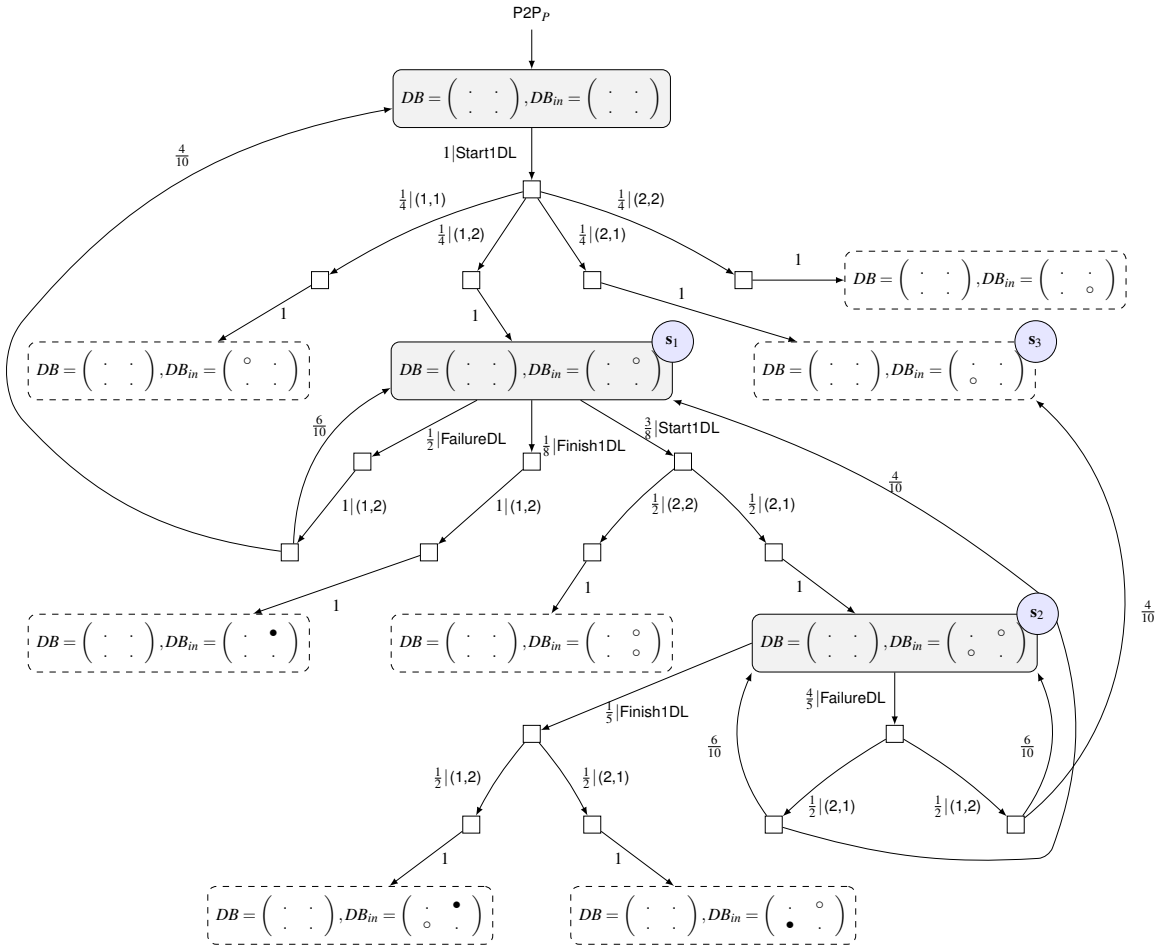 P2P_P
DB = ( · · · · ) , DB_in = ( · · · · )
4/10
1|Start1DL
1/4|(1,1)
1/4|(1,2)
1/4|(2,1)
1/4|(2,2)
1
DB = ( · · · · ) , DB_in = ( · · · ○ )
1
1
1
s_1
s_3
DB = ( · · · · ) , DB_in = ( ○ · · · )
DB = ( · · · · ) , DB_in = ( · ○ · · )
DB = ( · · · · ) , DB_in = ( · · ○ · )
6/10
1/2|FailureDL
1/8|Finish1DL
3/8|Start1DL
4/10
1|(1,2)
1|(1,2)
1/2|(2,2)
1/2|(2,1)
1
1
1
s_2
4/10
DB = ( · · · · ) , DB_in = ( · ● · · )
DB = ( · · · · ) , DB_in = ( · ○ · ○ )
DB = ( · · · · ) , DB_in = ( · ○ ○ · )
1/5|Finish1DL
4/5|FailureDL
6/10
6/10
1/2|(1,2)
1/2|(2,1)
1/2|(2,1)
1/2|(1,2)
1
1
DB = ( · · · · ) , DB_in = ( · ● ○ · )
DB = ( · · · · ) , DB_in = ( · ○ ● · )